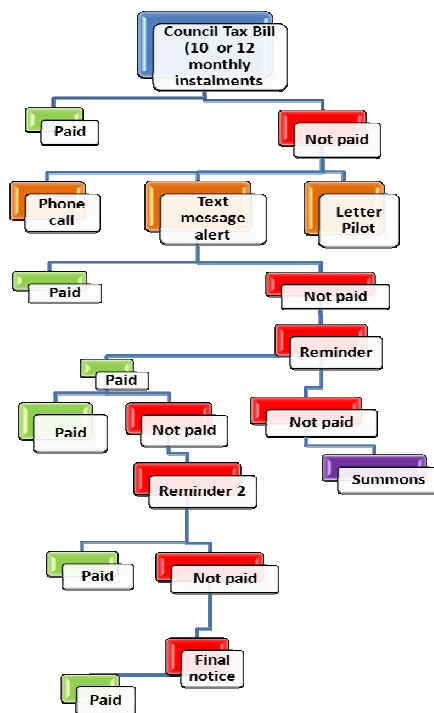 Council Tax Bill
(10 or 12
monthly
instalments
Paid
Not paid
Phone
call
Text
message
alert
Letter
Pilot
Paid
Not paid
Reminder
Paid
Paid
Not paid
Not paid
Summons
Reminder 2
Paid
Not paid
Final
notice
Paid